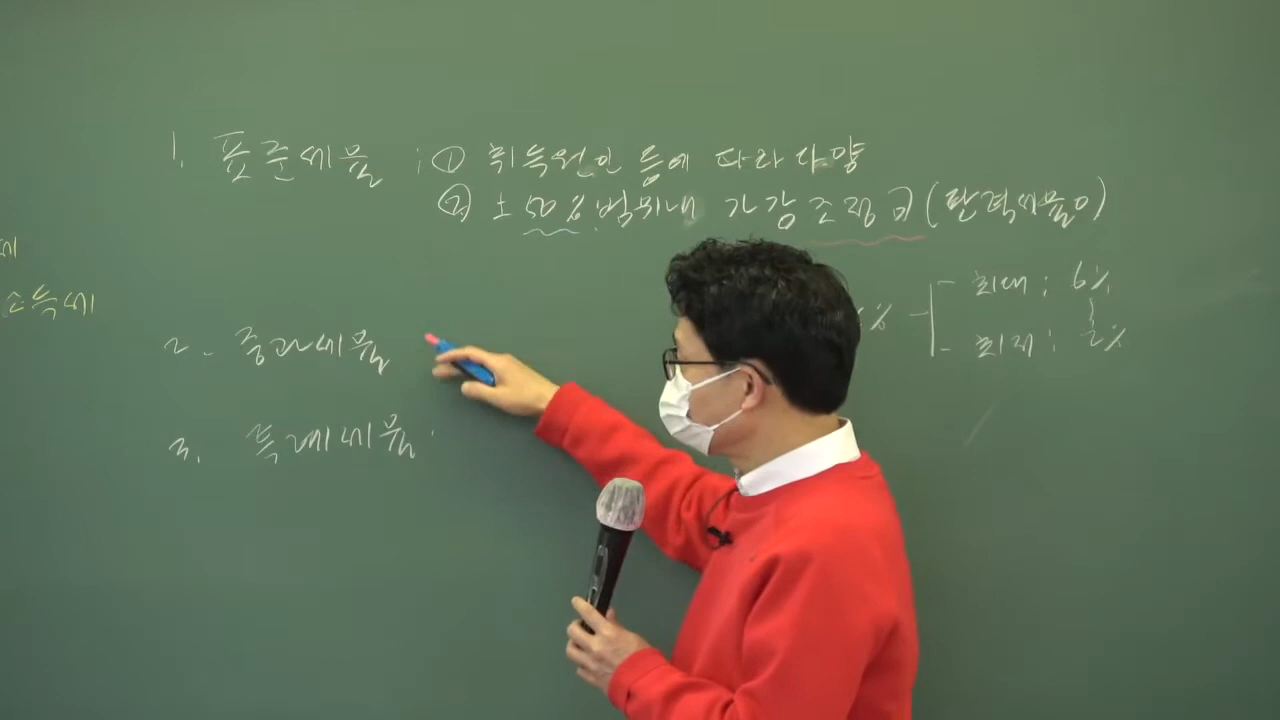 1. 표준세율 : ① 취득원인 등에 따라 다양
② ± 50% 범위내 가감조정 可 (탄력세율)
세
소득세
% 최대 : 6%
최저 : 2%
2. 중과세율
3. 특례세율